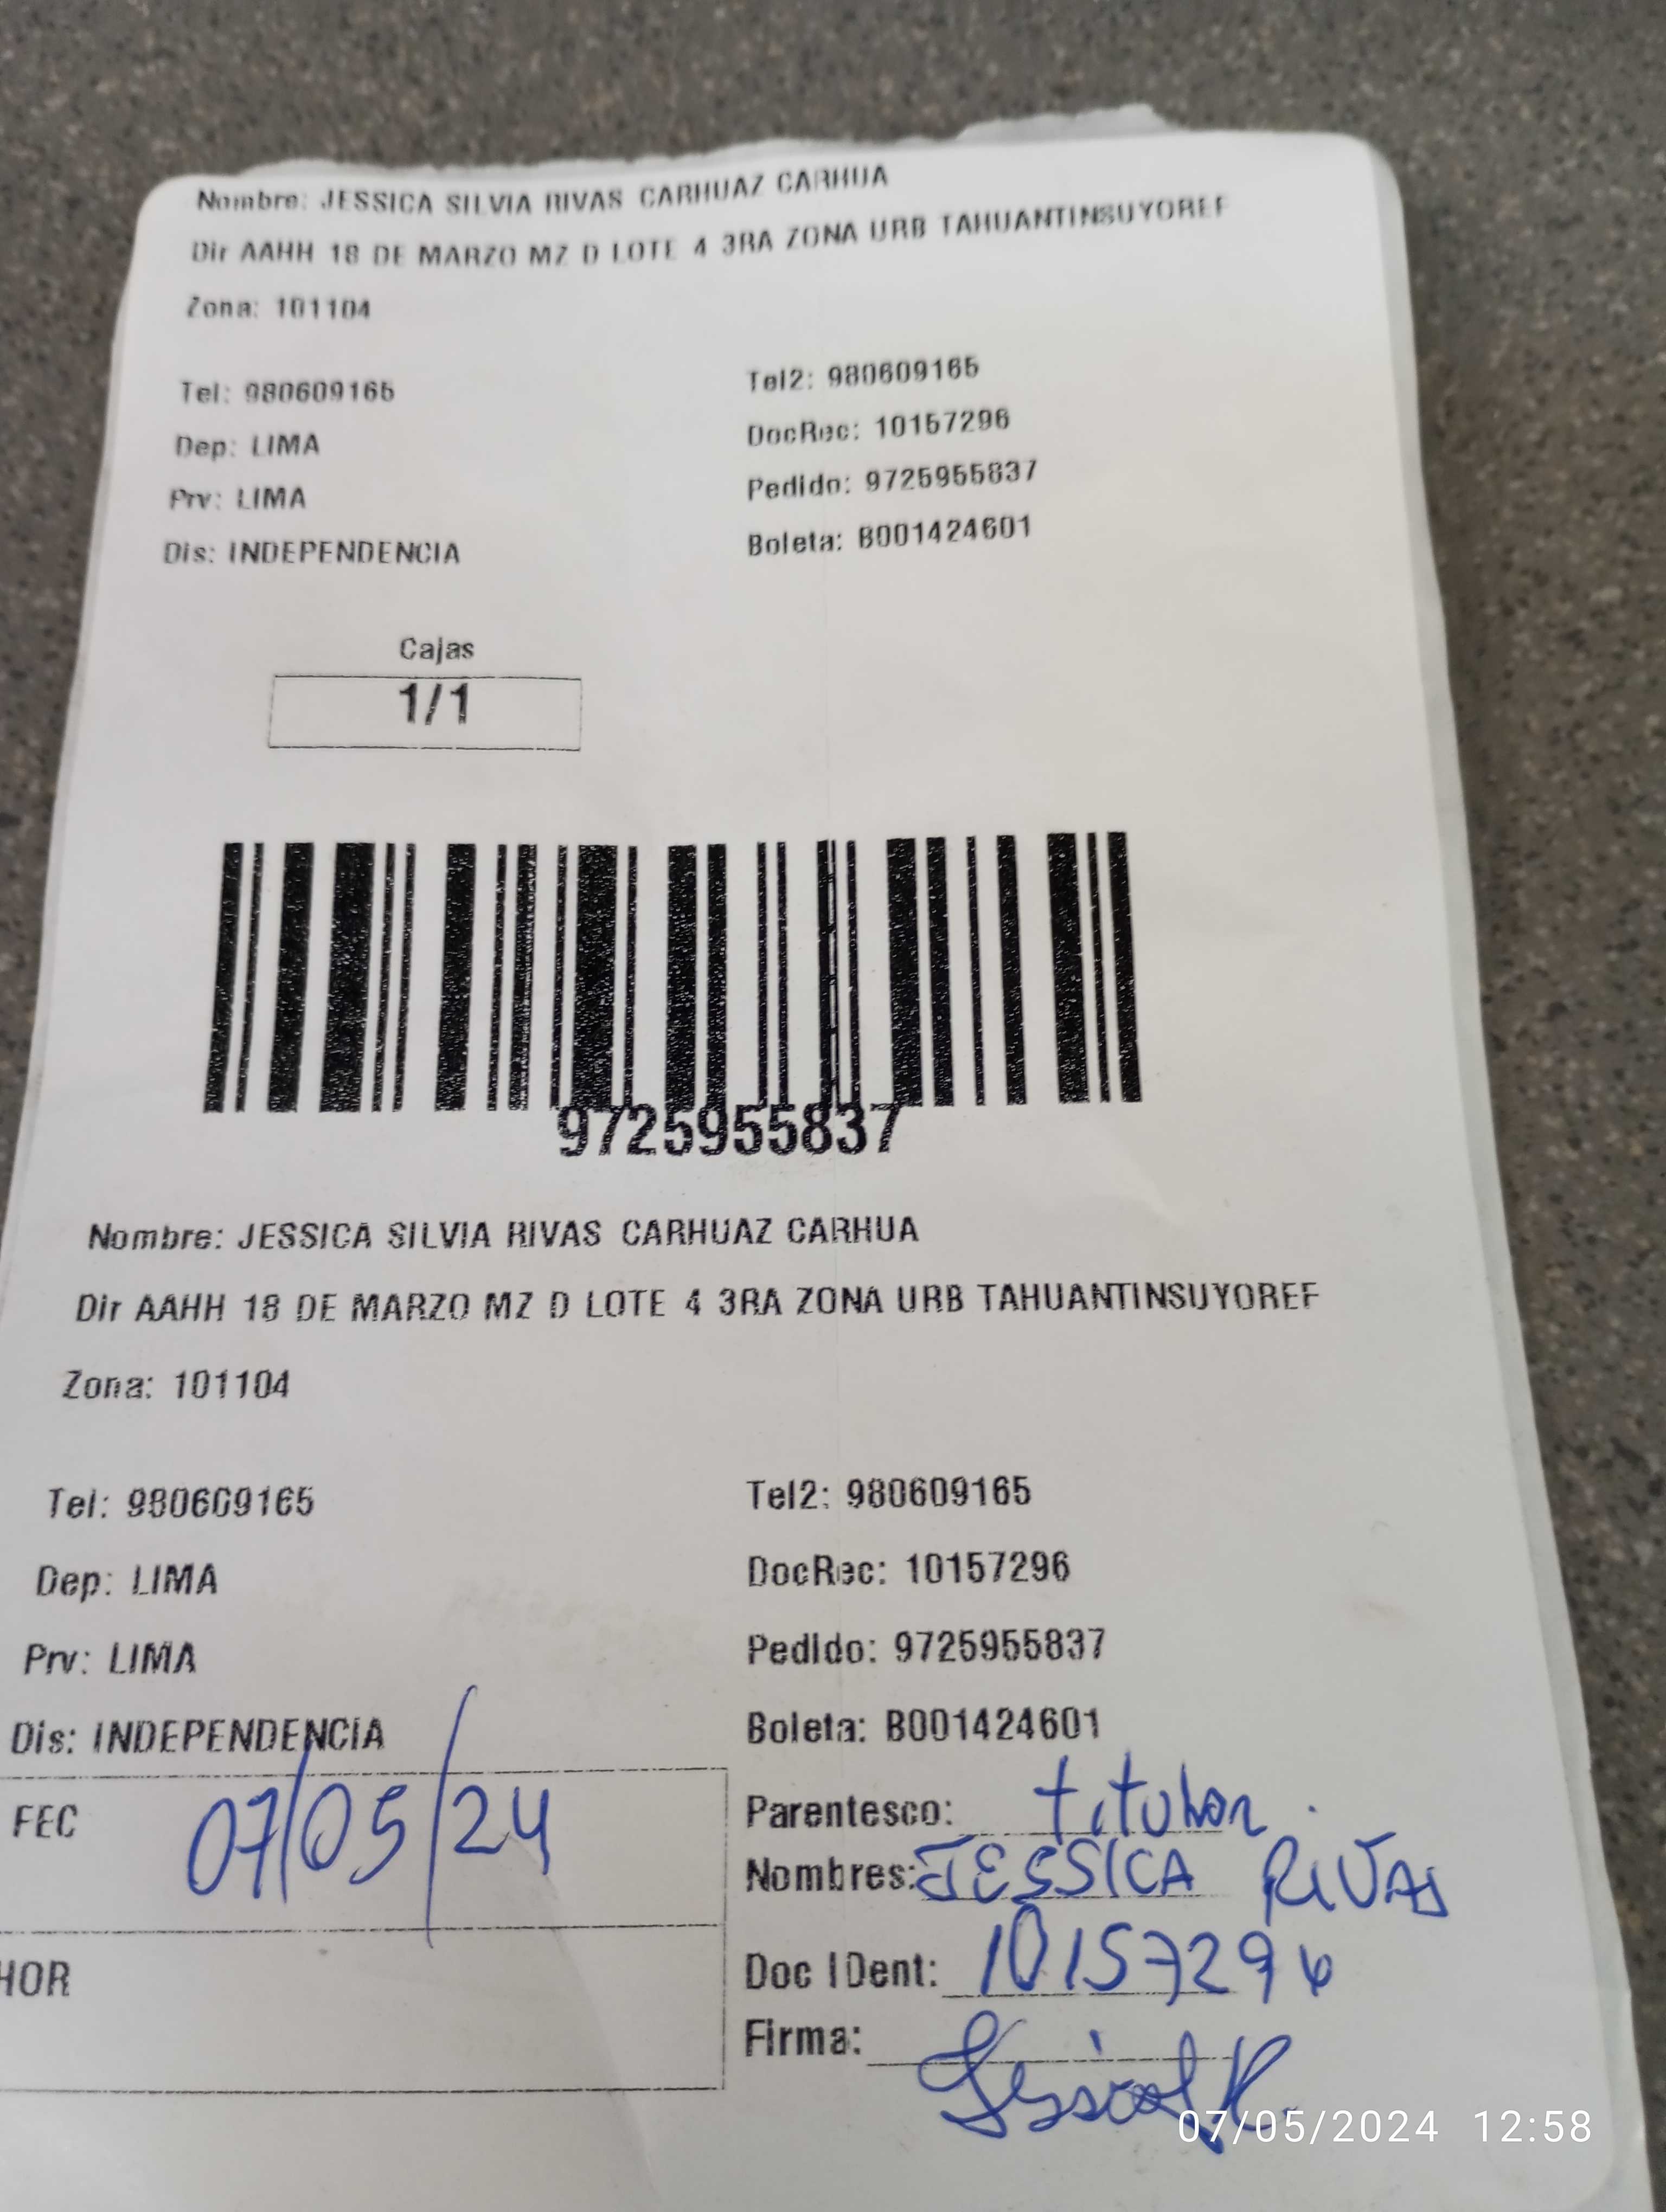 Nombre: JESSICA SILVIA RIVAS CARHUAZ CARHUA
Dir AAHH 18 DE MARZO MZ D LOTE 4 3RA ZONA URB TAHUANTINSUYOREF
Zona: 101104
Tel: 980609165 Tel2: 980609165
Dep: LIMA DocRec: 10157296
Prv: LIMA Pedido: 9725955837
Dis: INDEPENDENCIA Boleta: B001424601
Cajas
1/1
9725955837
Nombre: JESSICA SILVIA RIVAS CARHUAZ CARHUA
Dir AAHH 18 DE MARZO MZ D LOTE 4 3RA ZONA URB TAHUANTINSUYOREF
Zona: 101104
Tel: 980609165 Tel2: 980609165
Dep: LIMA DocRec: 10157296
Prv: LIMA Pedido: 9725955837
Dis: INDEPENDENCIA Boleta: B001424601
FEC 07/05/24 Parentesco: titular
Nombres: JESSICA RIVAS
HOR Doc IDent: 10157296
Firma: Jessica R.
07/05/2024 12:58